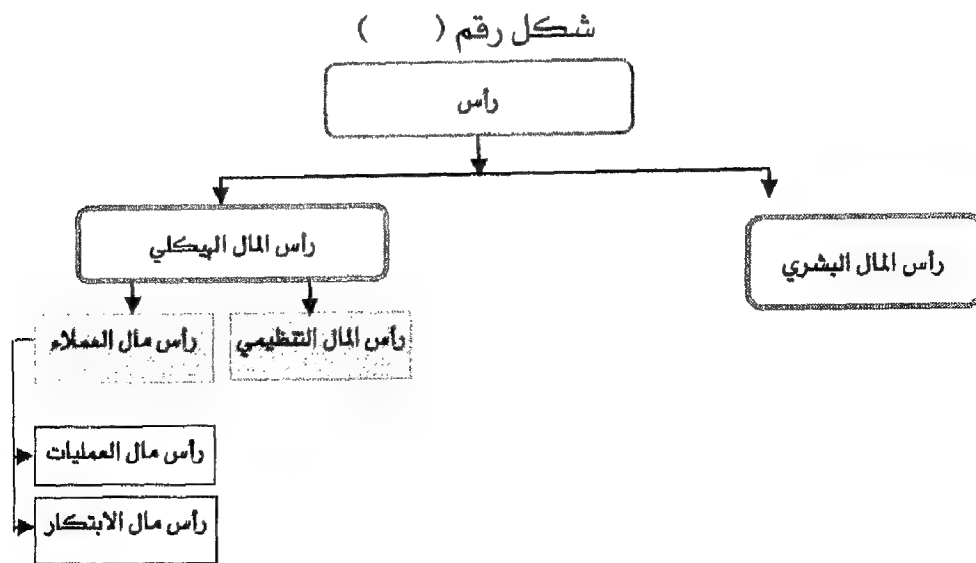 شكل رقم ( )
رأس
رأس المال البشري
رأس المال الهيكلي
رأس المال التنظيمي
رأس مال العملاء
رأس مال العمليات
رأس مال الابتكار